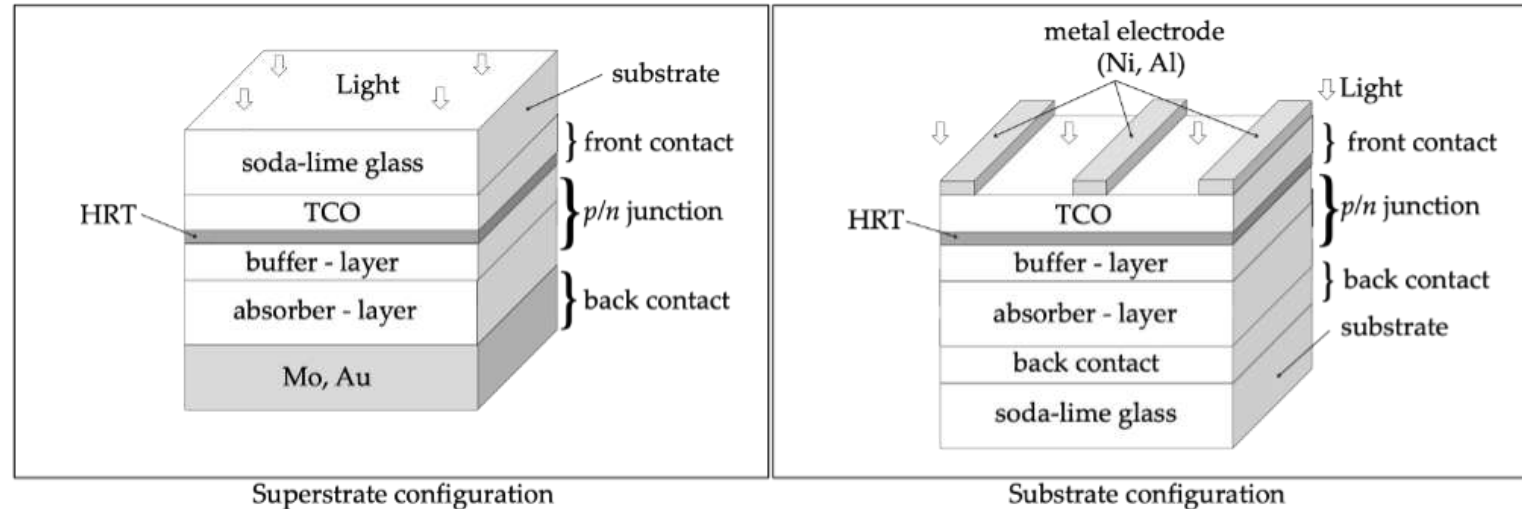 Light
substrate
front contact
soda-lime glass
HRT
TCO
p/n junction
buffer - layer
absorber - layer
back contact
Mo, Au
Superstrate configuration
metal electrode
(Ni, Al)
Light
front contact
HRT
TCO
p/n junction
buffer - layer
back contact
absorber - layer
substrate
back contact
soda-lime glass
Substrate configuration